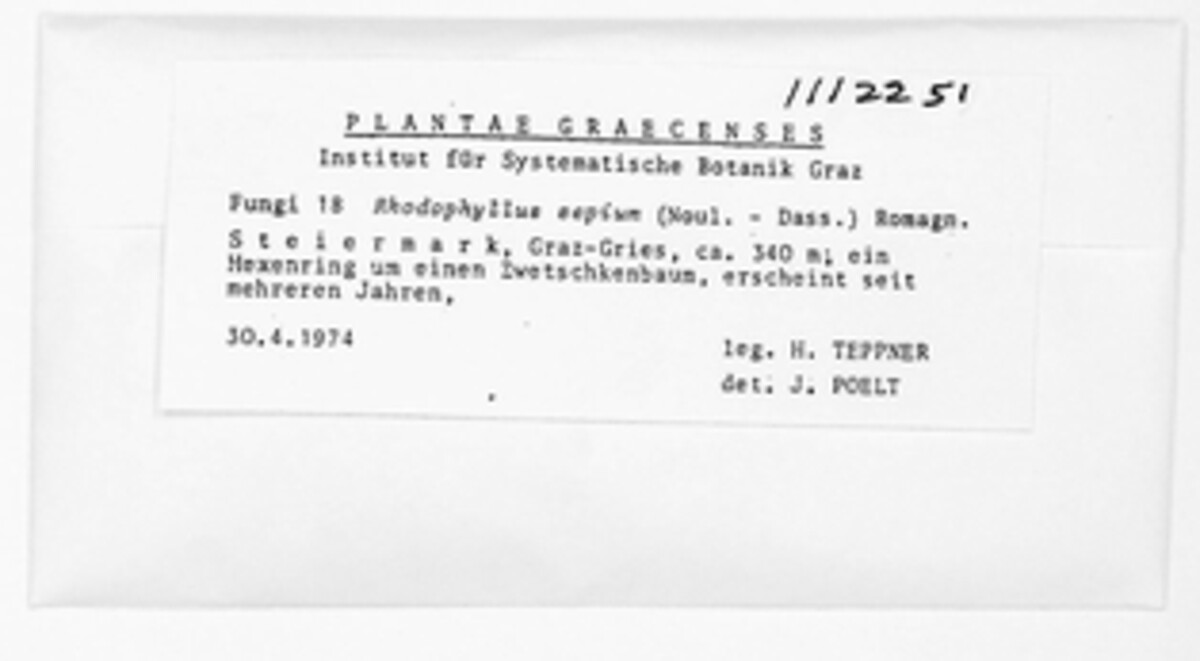 1112251
PLANTAE GRAECENSES
Institut für Systematische Botanik Graz
Fungi 18 Rhodophyllus sepium (Noul. - Dass.) Romagn.
Steiermark, Graz-Gries, ca. 340 m; ein
Hexenring um einen Zwetschkenbaum, erscheint seit
mehreren Jahren,
30.4.1974
leg. H. TEPPNER
det. J. POELT